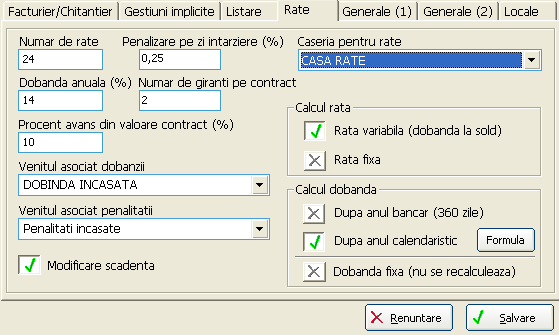 Facturier/Chitantier Gestiuni implicite Listare Rate Generale (1) Generale (2) Locale
Numar de rate Penalizare pe zi intarziere (%) Caseria pentru rate
24 0,25 CASA RATE
Dobanda anuala (%) Numar de giranti pe contract
14 2
Procent avans din valoare contract (%)
10
Venitul asociat dobanzii
DOBINDA INCASATA
Venitul asociat penalitatii
Penalitati incasate
Modificare scadenta
Calcul rata
Rata variabila (dobanda la sold)
Rata fixa
Calcul dobanda
Dupa anul bancar (360 zile)
Dupa anul calendaristic Formula
Dobanda fixa (nu se recalculeaza)
Renuntare Salvare